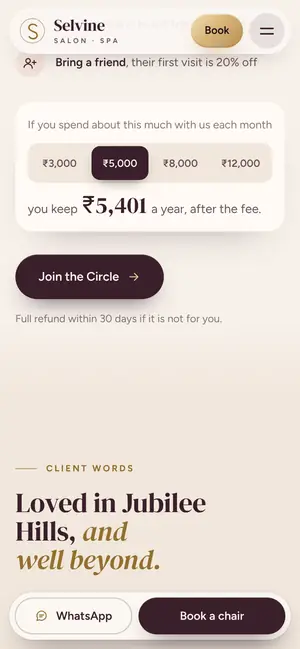 Selvine
SALON · SPA
Book
Bring a friend, their first visit is 20% off
If you spend about this much with us each month
₹3,000 ₹5,000 ₹8,000 ₹12,000
you keep ₹5,401 a year, after the fee.
Join the Circle →
Full refund within 30 days if it is not for you.
CLIENT WORDS
Loved in Jubilee
Hills, and
well beyond.
WhatsApp
Book a chair